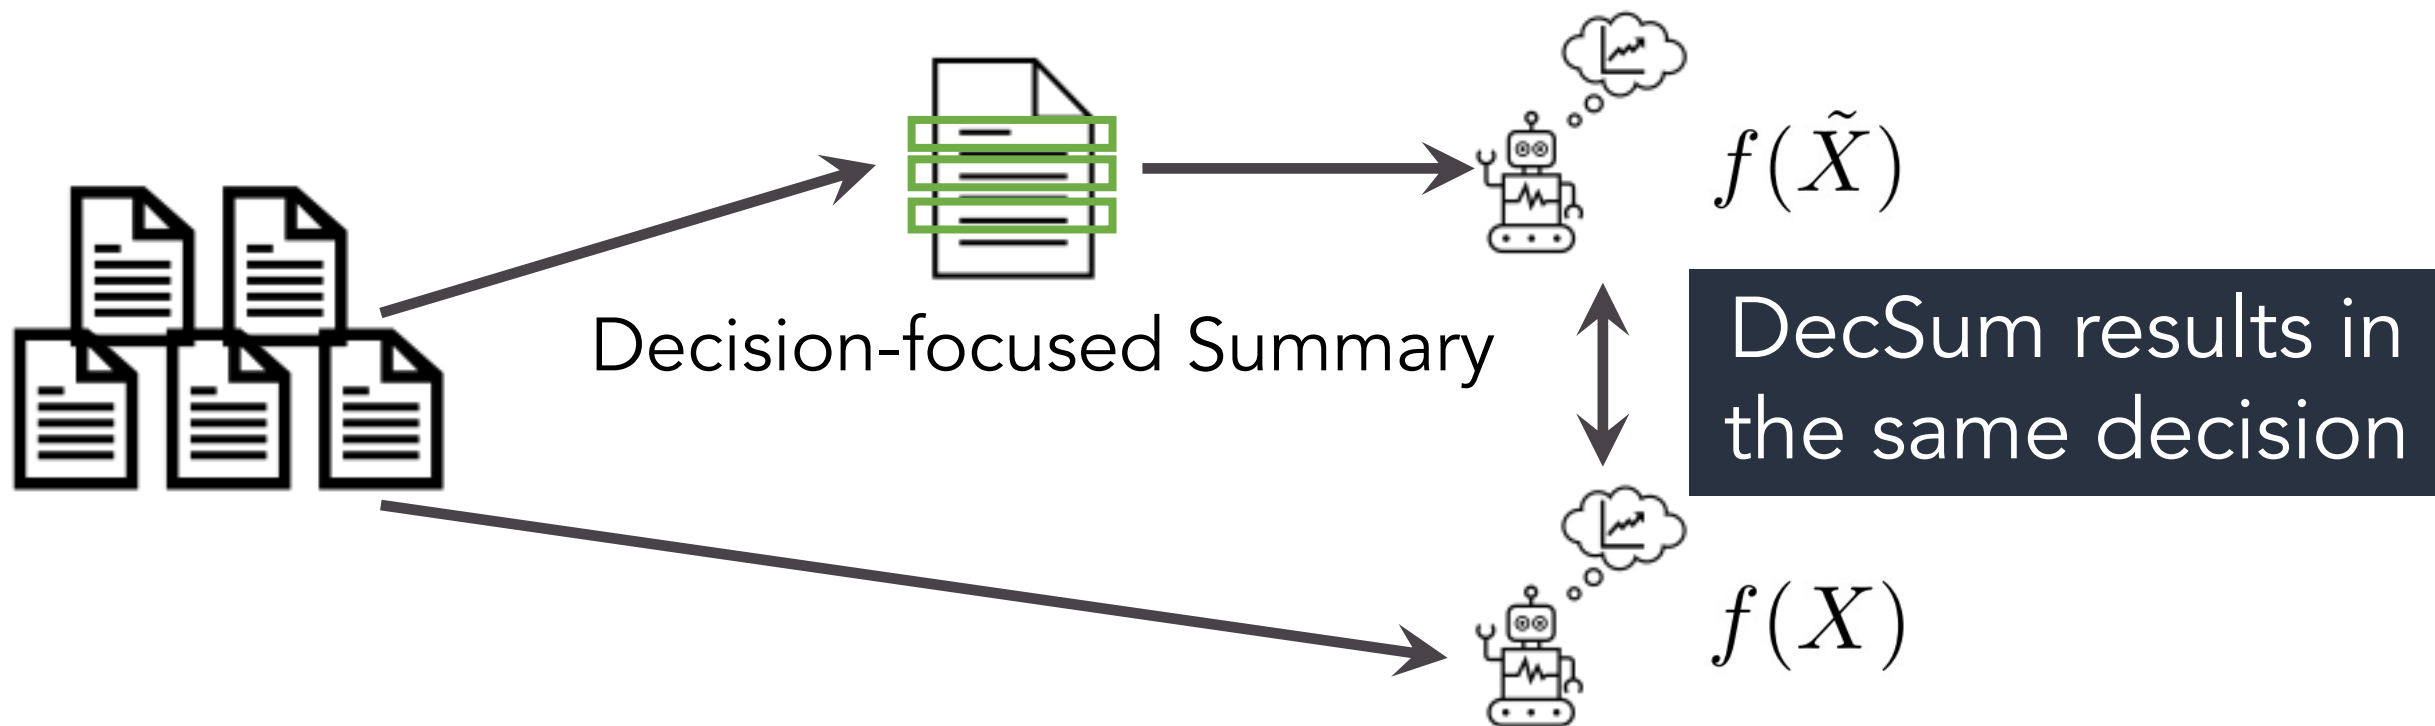 f(X̃)
Decision-focused Summary
DecSum results in
the same decision
f(X)